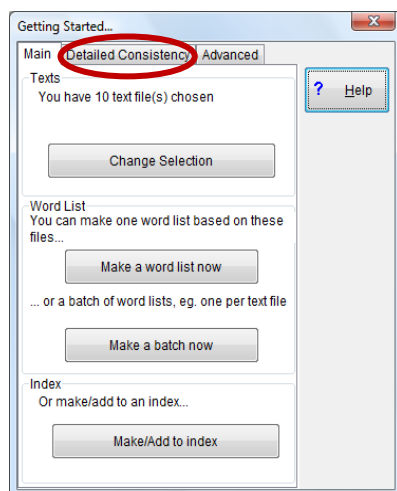 Getting Started...
Main Detailed Consistency Advanced
Texts
You have 10 text file(s) chosen
? Help
Change Selection
Word List
You can make one word list based on these
files...
Make a word list now
... or a batch of word lists, eg. one per text file
Make a batch now
Index
Or make/add to an index...
Make/Add to index